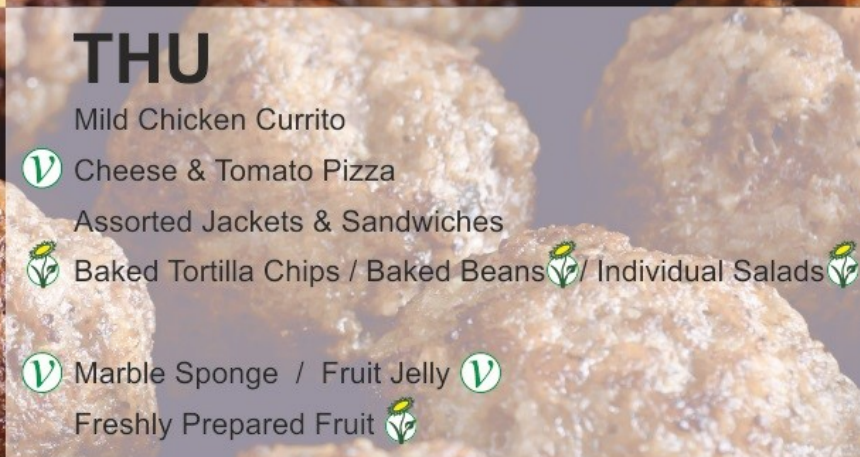 THU
Mild Chicken Currito
V Cheese & Tomato Pizza
Assorted Jackets & Sandwiches
Baked Tortilla Chips / Baked Beans / Individual Salads
V Marble Sponge / Fruit Jelly V
Freshly Prepared Fruit